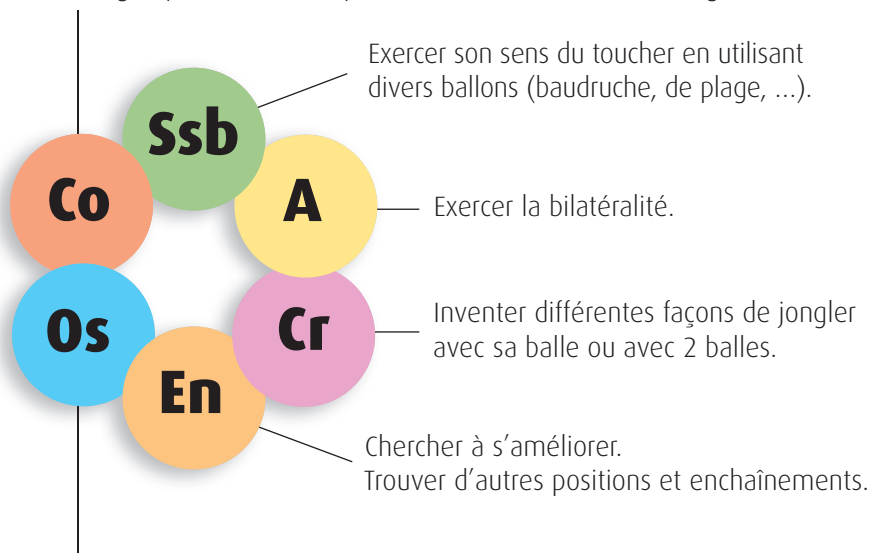 Exercer son sens du toucher en utilisant
divers ballons (baudruche, de plage, ...).
Ssb
Co
A
Exercer la bilatéralité.
Os
Cr
Inventer différentes façons de jongler
avec sa balle ou avec 2 balles.
En
Chercher à s’améliorer.
Trouver d’autres positions et enchaînements.